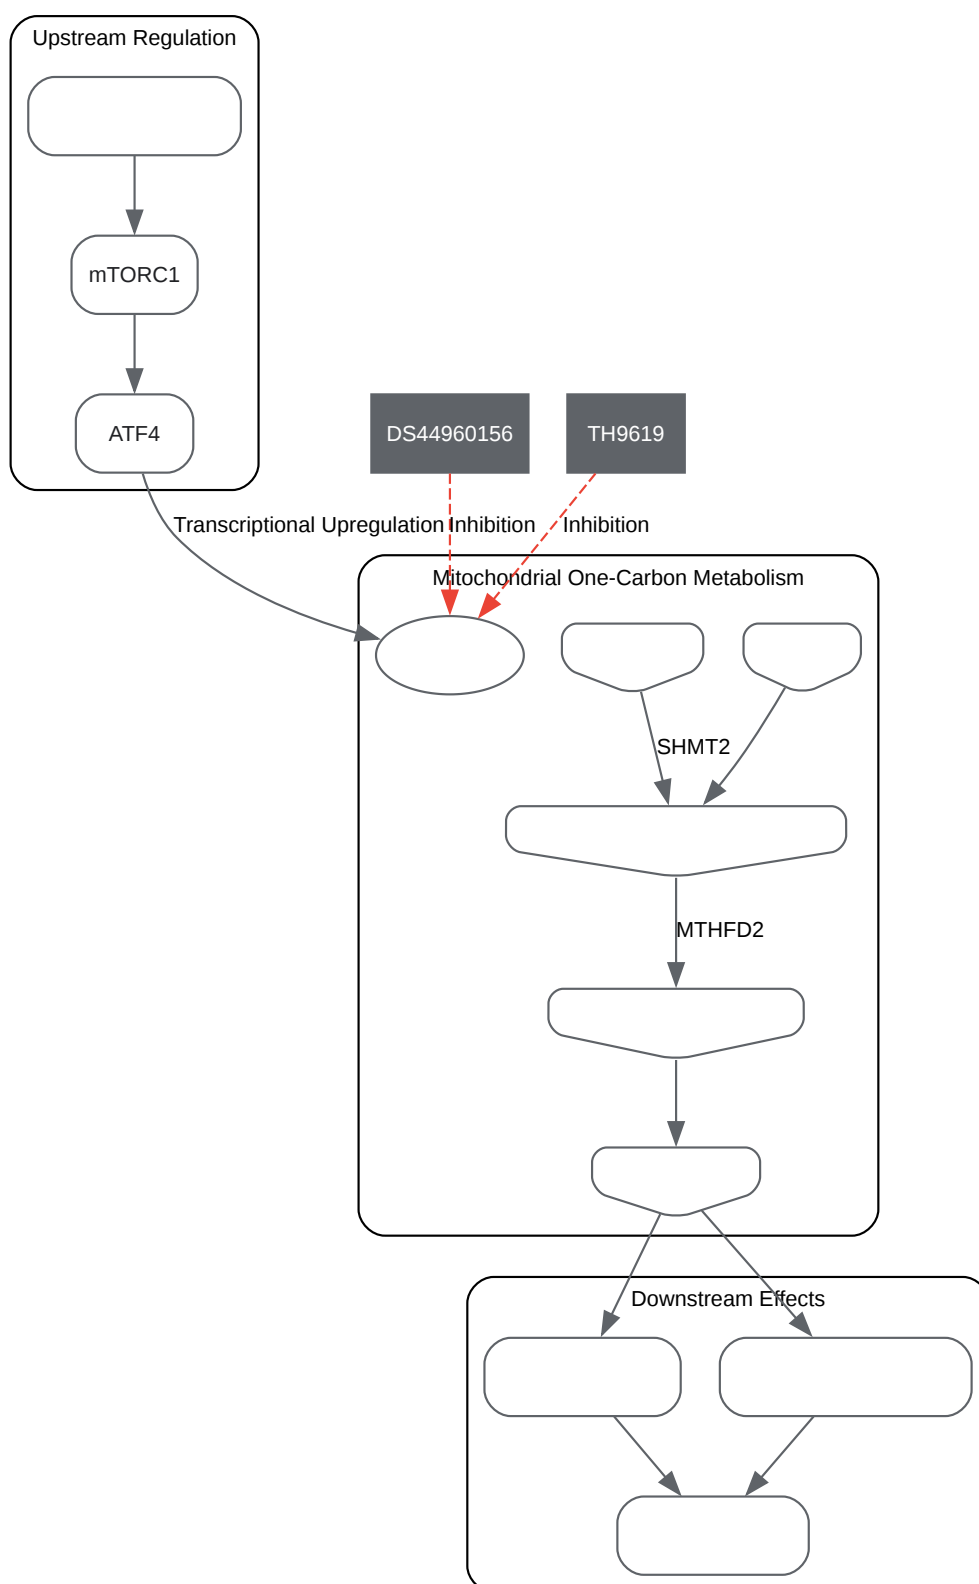 Upstream Regulation
mTORC1
ATF4
DS44960156
TH9619
Transcriptional Upregulation
Inhibition
Inhibition
Mitochondrial One-Carbon Metabolism
SHMT2
MTHFD2
Downstream Effects